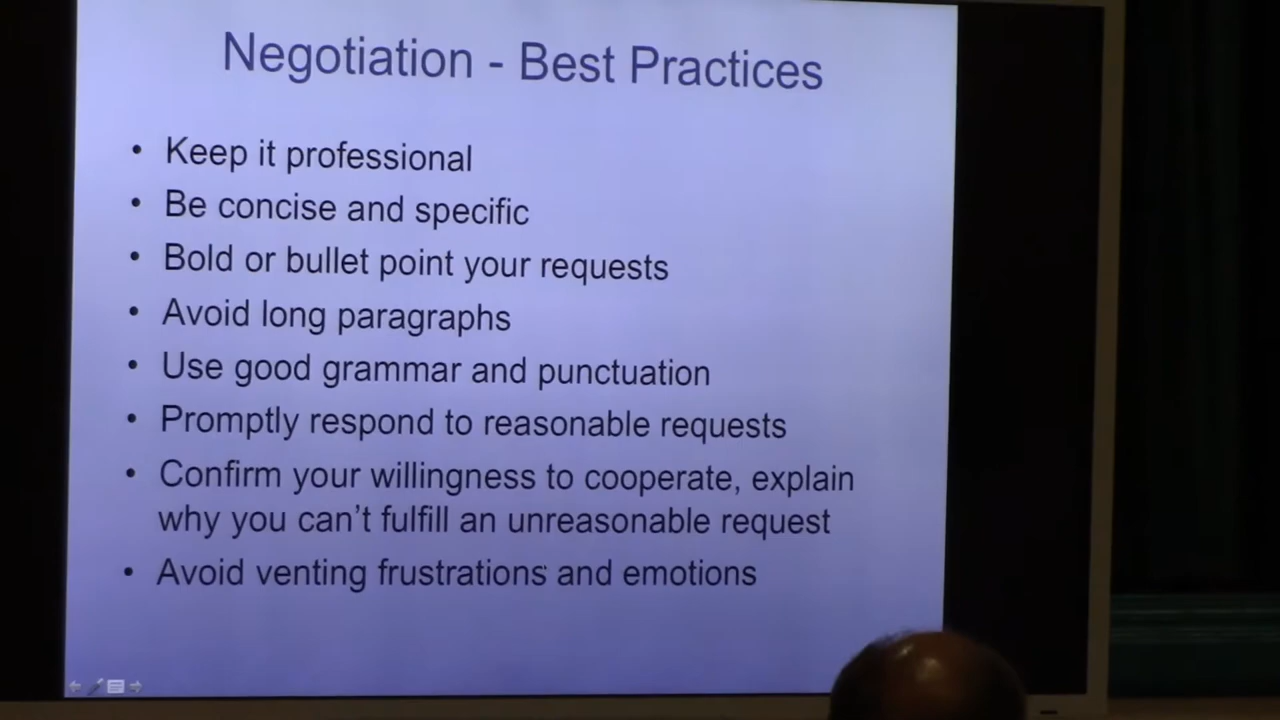 Negotiation - Best Practices
• Keep it professional
• Be concise and specific
• Bold or bullet point your requests
• Avoid long paragraphs
• Use good grammar and punctuation
• Promptly respond to reasonable requests
• Confirm your willingness to cooperate, explain
why you can't fulfill an unreasonable request
• Avoid venting frustrations and emotions